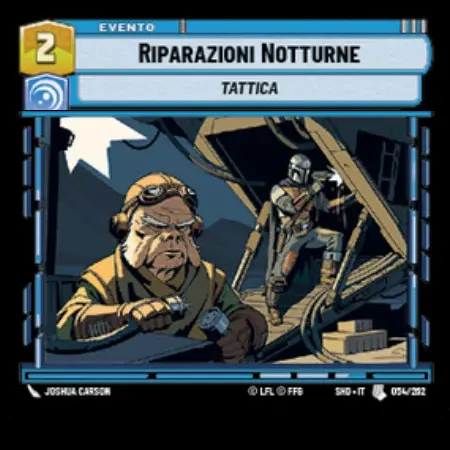 EVENTO
2
RIPARAZIONI NOTTURNE
TATTICA
JOSHUA CARSON
© LFL © FFG
SHD • IT
054/262